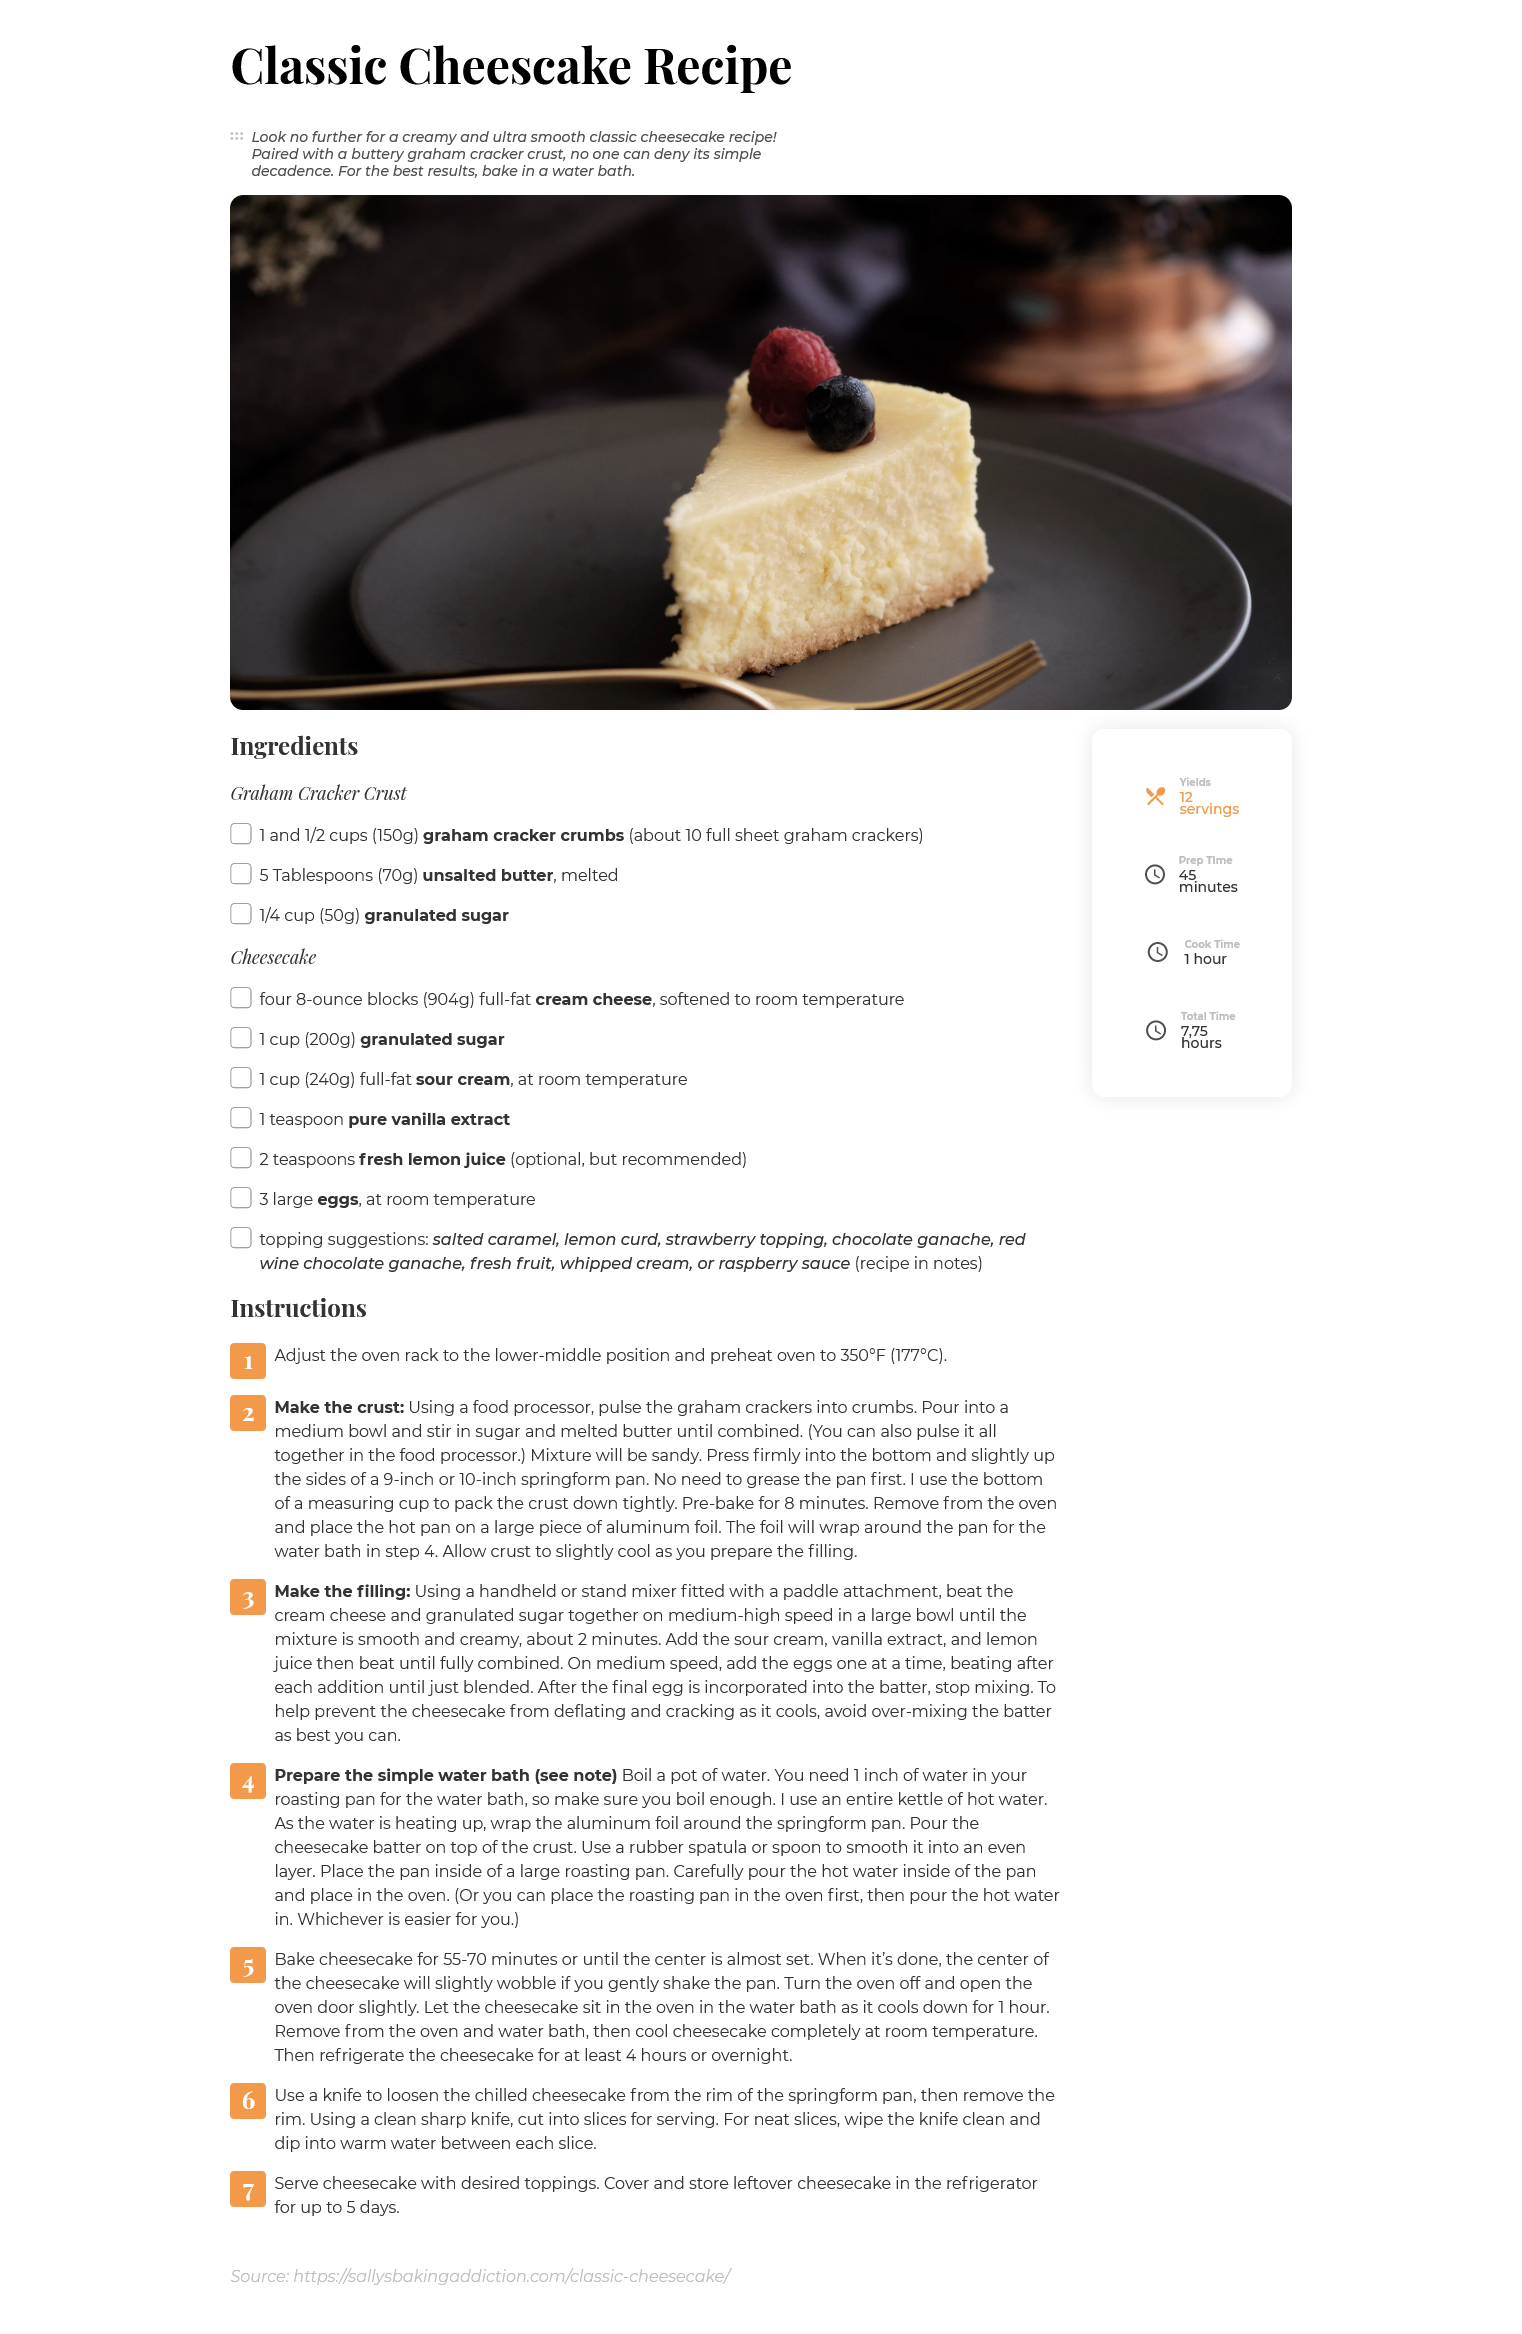 Classic Cheescake Recipe
Look no further for a creamy and ultra smooth classic cheesecake recipe!
Paired with a buttery graham cracker crust, no one can deny its simple
decadence. For the best results, bake in a water bath.
Ingredients
Graham Cracker Crust
1 and 1/2 cups (150g) graham cracker crumbs (about 10 full sheet graham crackers)
5 Tablespoons (70g) unsalted butter, melted
1/4 cup (50g) granulated sugar
Cheesecake
four 8-ounce blocks (904g) full-fat cream cheese, softened to room temperature
1 cup (200g) granulated sugar
1 cup (240g) full-fat sour cream, at room temperature
1 teaspoon pure vanilla extract
2 teaspoons fresh lemon juice (optional, but recommended)
3 large eggs, at room temperature
topping suggestions: salted caramel, lemon curd, strawberry topping, chocolate ganache, red
wine chocolate ganache, fresh fruit, whipped cream, or raspberry sauce (recipe in notes)
Yields
12
servings
Prep TIme
45
minutes
Cook Time
1 hour
Total Time
7,75
hours
Instructions
1 Adjust the oven rack to the lower-middle position and preheat oven to 350°F (177°C).
2 Make the crust: Using a food processor, pulse the graham crackers into crumbs. Pour into a
medium bowl and stir in sugar and melted butter until combined. (You can also pulse it all
together in the food processor.) Mixture will be sandy. Press firmly into the bottom and slightly up
the sides of a 9-inch or 10-inch springform pan. No need to grease the pan first. I use the bottom
of a measuring cup to pack the crust down tightly. Pre-bake for 8 minutes. Remove from the oven
and place the hot pan on a large piece of aluminum foil. The foil will wrap around the pan for the
water bath in step 4. Allow crust to slightly cool as you prepare the filling.
3 Make the filling: Using a handheld or stand mixer fitted with a paddle attachment, beat the
cream cheese and granulated sugar together on medium-high speed in a large bowl until the
mixture is smooth and creamy, about 2 minutes. Add the sour cream, vanilla extract, and lemon
juice then beat until fully combined. On medium speed, add the eggs one at a time, beating after
each addition until just blended. After the final egg is incorporated into the batter, stop mixing. To
help prevent the cheesecake from deflating and cracking as it cools, avoid over-mixing the batter
as best you can.
4 Prepare the simple water bath (see note) Boil a pot of water. You need 1 inch of water in your
roasting pan for the water bath, so make sure you boil enough. I use an entire kettle of hot water.
As the water is heating up, wrap the aluminum foil around the springform pan. Pour the
cheesecake batter on top of the crust. Use a rubber spatula or spoon to smooth it into an even
layer. Place the pan inside of a large roasting pan. Carefully pour the hot water inside of the pan
and place in the oven. (Or you can place the roasting pan in the oven first, then pour the hot water
in. Whichever is easier for you.)
5 Bake cheesecake for 55-70 minutes or until the center is almost set. When it’s done, the center of
the cheesecake will slightly wobble if you gently shake the pan. Turn the oven off and open the
oven door slightly. Let the cheesecake sit in the oven in the water bath as it cools down for 1 hour.
Remove from the oven and water bath, then cool cheesecake completely at room temperature.
Then refrigerate the cheesecake for at least 4 hours or overnight.
6 Use a knife to loosen the chilled cheesecake from the rim of the springform pan, then remove the
rim. Using a clean sharp knife, cut into slices for serving. For neat slices, wipe the knife clean and
dip into warm water between each slice.
7 Serve cheesecake with desired toppings. Cover and store leftover cheesecake in the refrigerator
for up to 5 days.
Source: https://sallysbakingaddiction.com/classic-cheesecake/